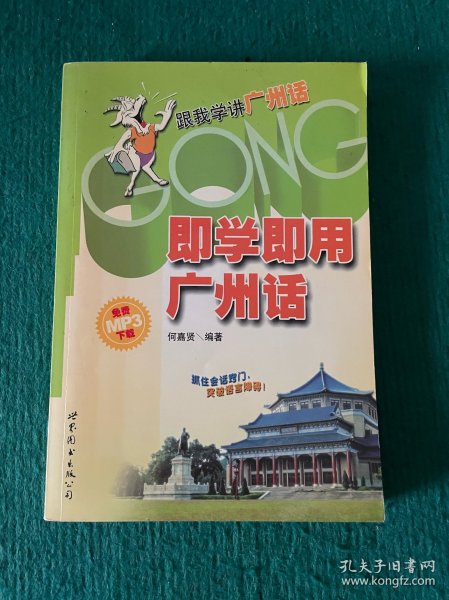 跟我学讲广州话
GONG
即学即用
广州话
何嘉贤＼编著
免费
MP3
下载
抓住会话窍门、
突破语言障碍！
世界图书出版公司
孔夫子旧书网
www.kongfz.com